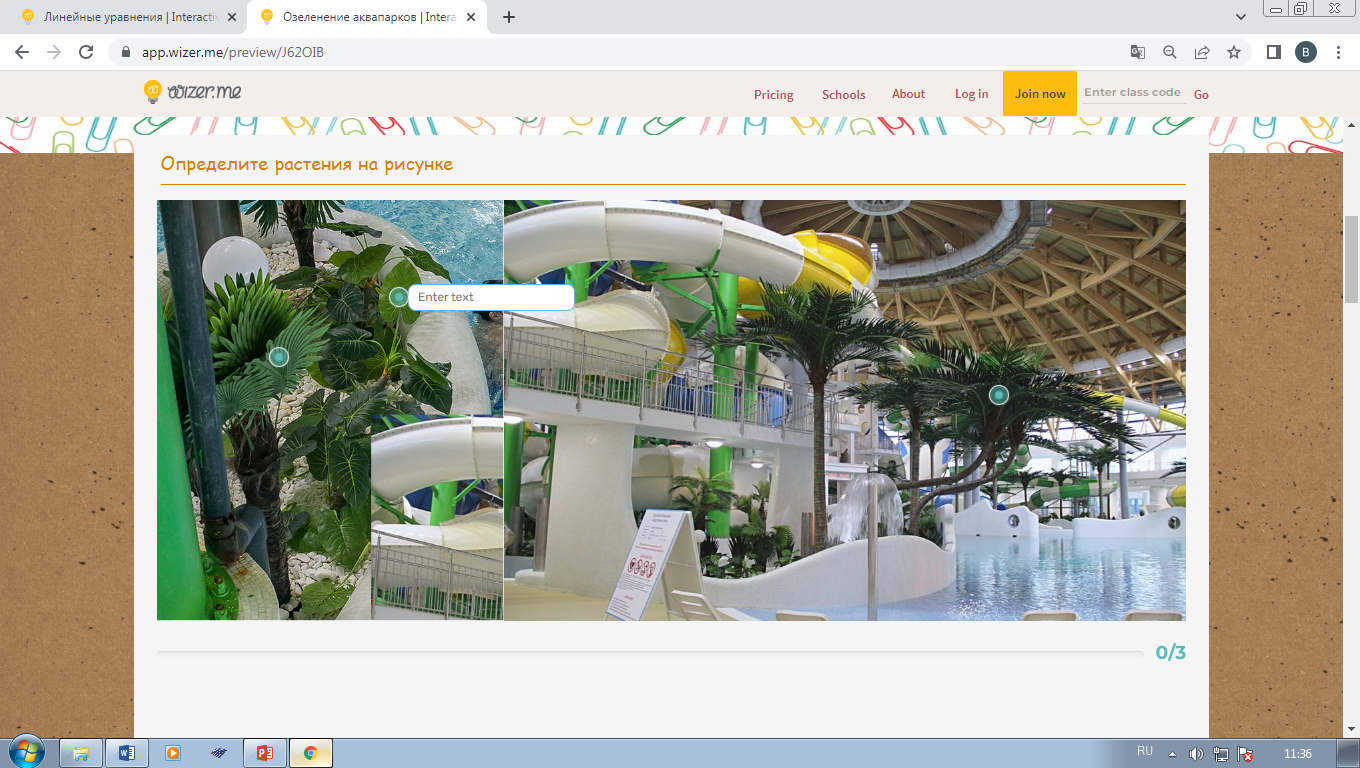 Линейные уравнения | Interactiv
Озеленение аквапарков | Intera
app.wizer.me/preview/J62OIB
B
wizer.me
Pricing
Schools
About
Log in
Join now
Enter class code
Go
Определите растения на рисунке
Enter text
0/3
RU
11:36